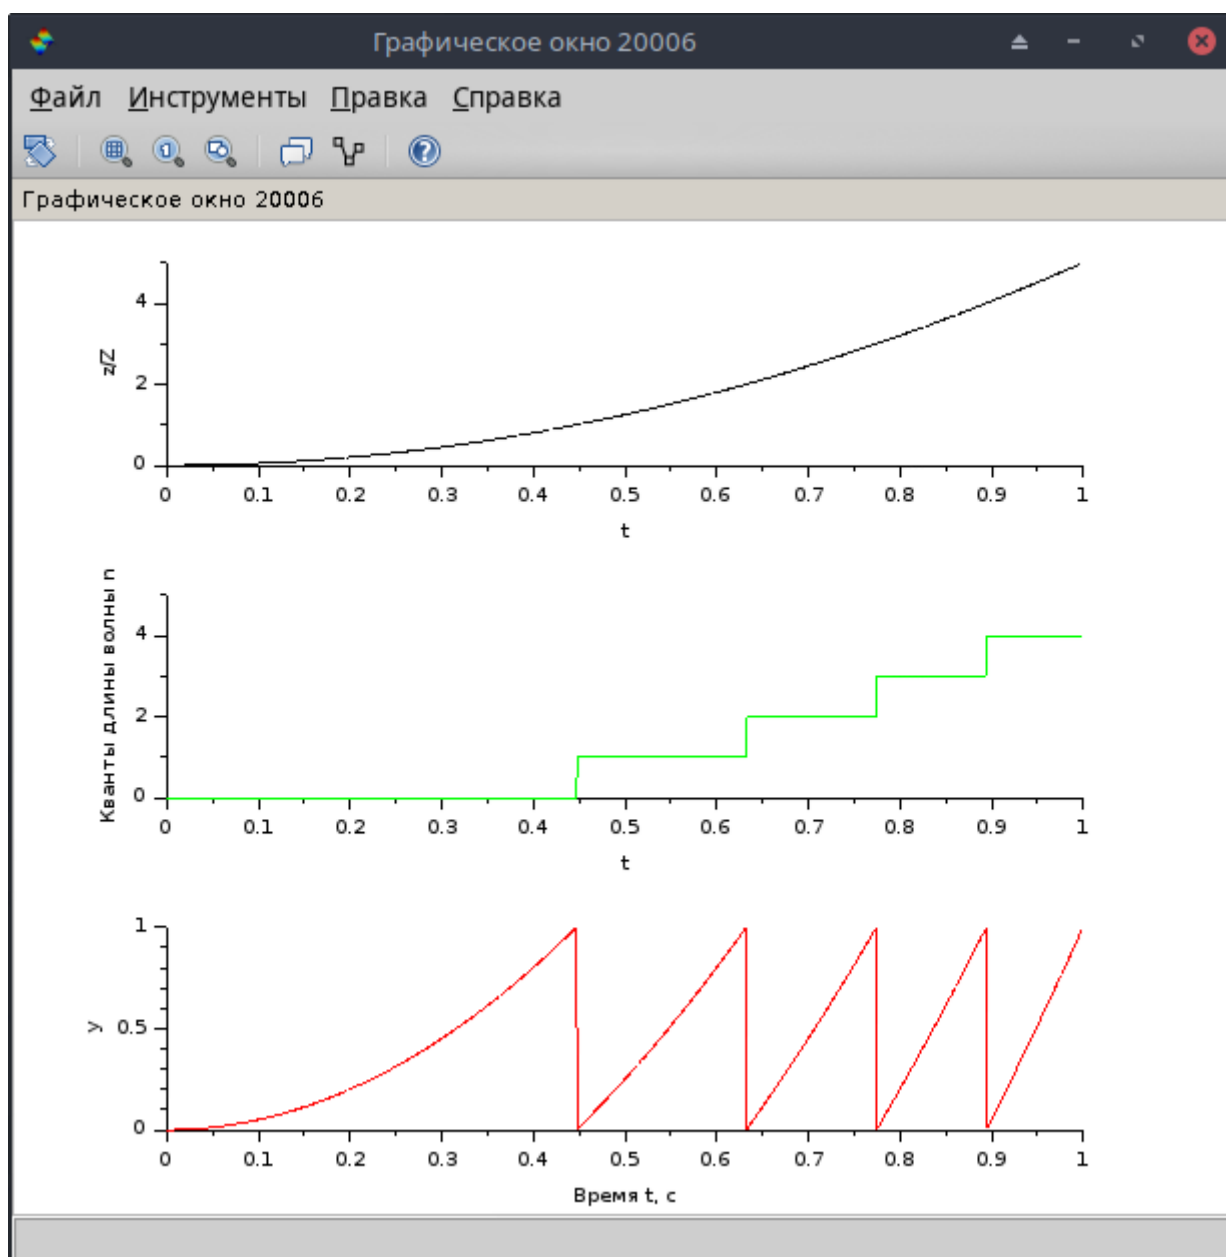 Графическое окно 20006
Файл Инструменты Правка Справка
Графическое окно 20006
z/Z
4
2
0
0 0.1 0.2 0.3 0.4 0.5 0.6 0.7 0.8 0.9 1
t
Кванты длины волны n
4
2
0
0 0.1 0.2 0.3 0.4 0.5 0.6 0.7 0.8 0.9 1
t
y
1
0.5
0
0 0.1 0.2 0.3 0.4 0.5 0.6 0.7 0.8 0.9 1
Время t, с